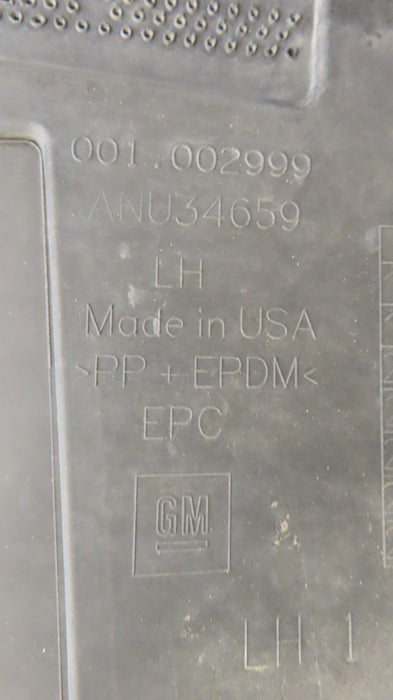 001.002999
ANU34659
LH
Made in USA
>PP + EPDM<
EPC
GM
LH 1